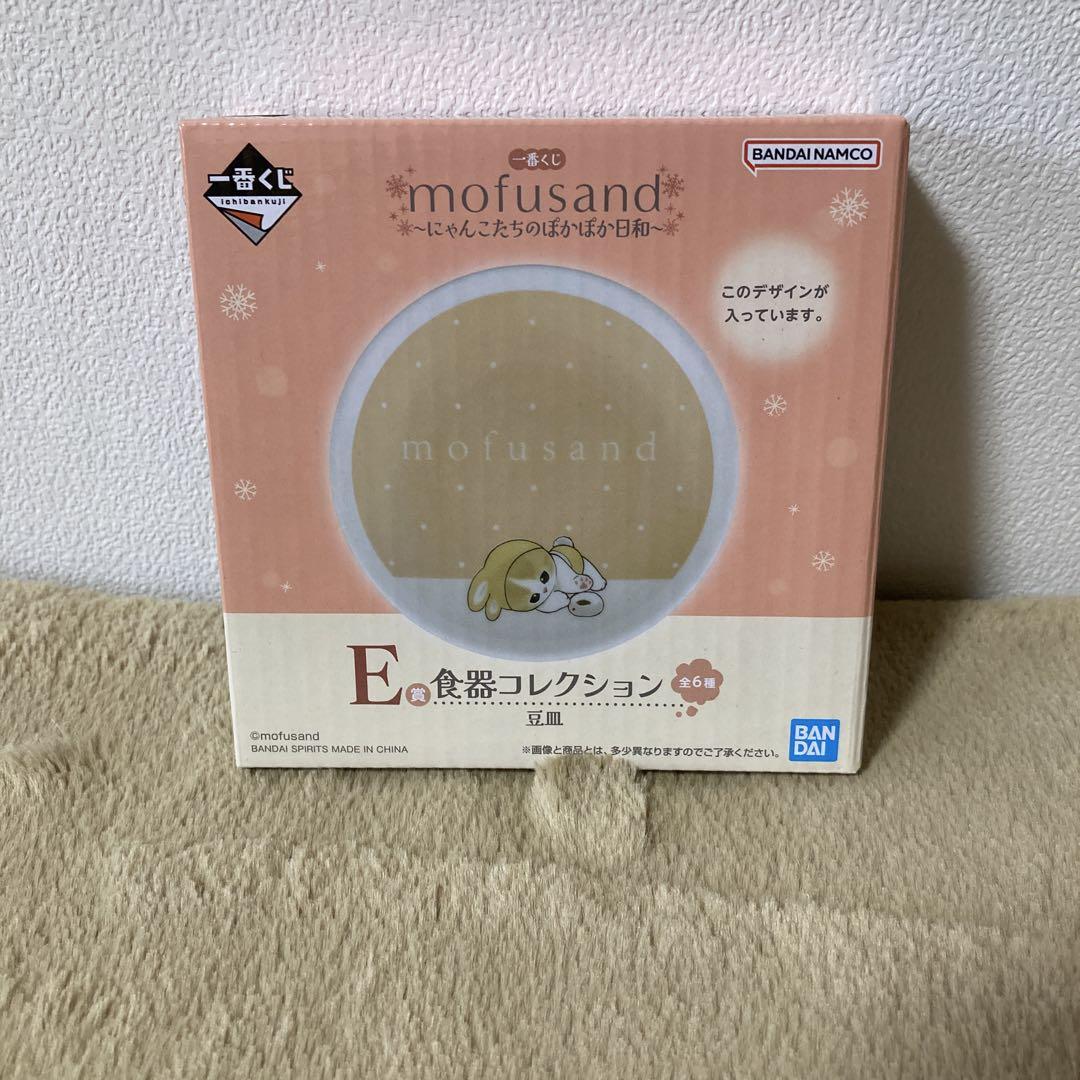 一番くじ
ichibankuji
一番くじ
mofusand
～にゃんこたちのぽかぽか日和～
BANDAI NAMCO
このデザインが
入っています。
mofusand
E賞 食器コレクション 全6種
豆皿
©mofusand
BANDAI SPIRITS MADE IN CHINA
※画像と商品とは、多少異なりますのでご了承ください。
BAN
DAI